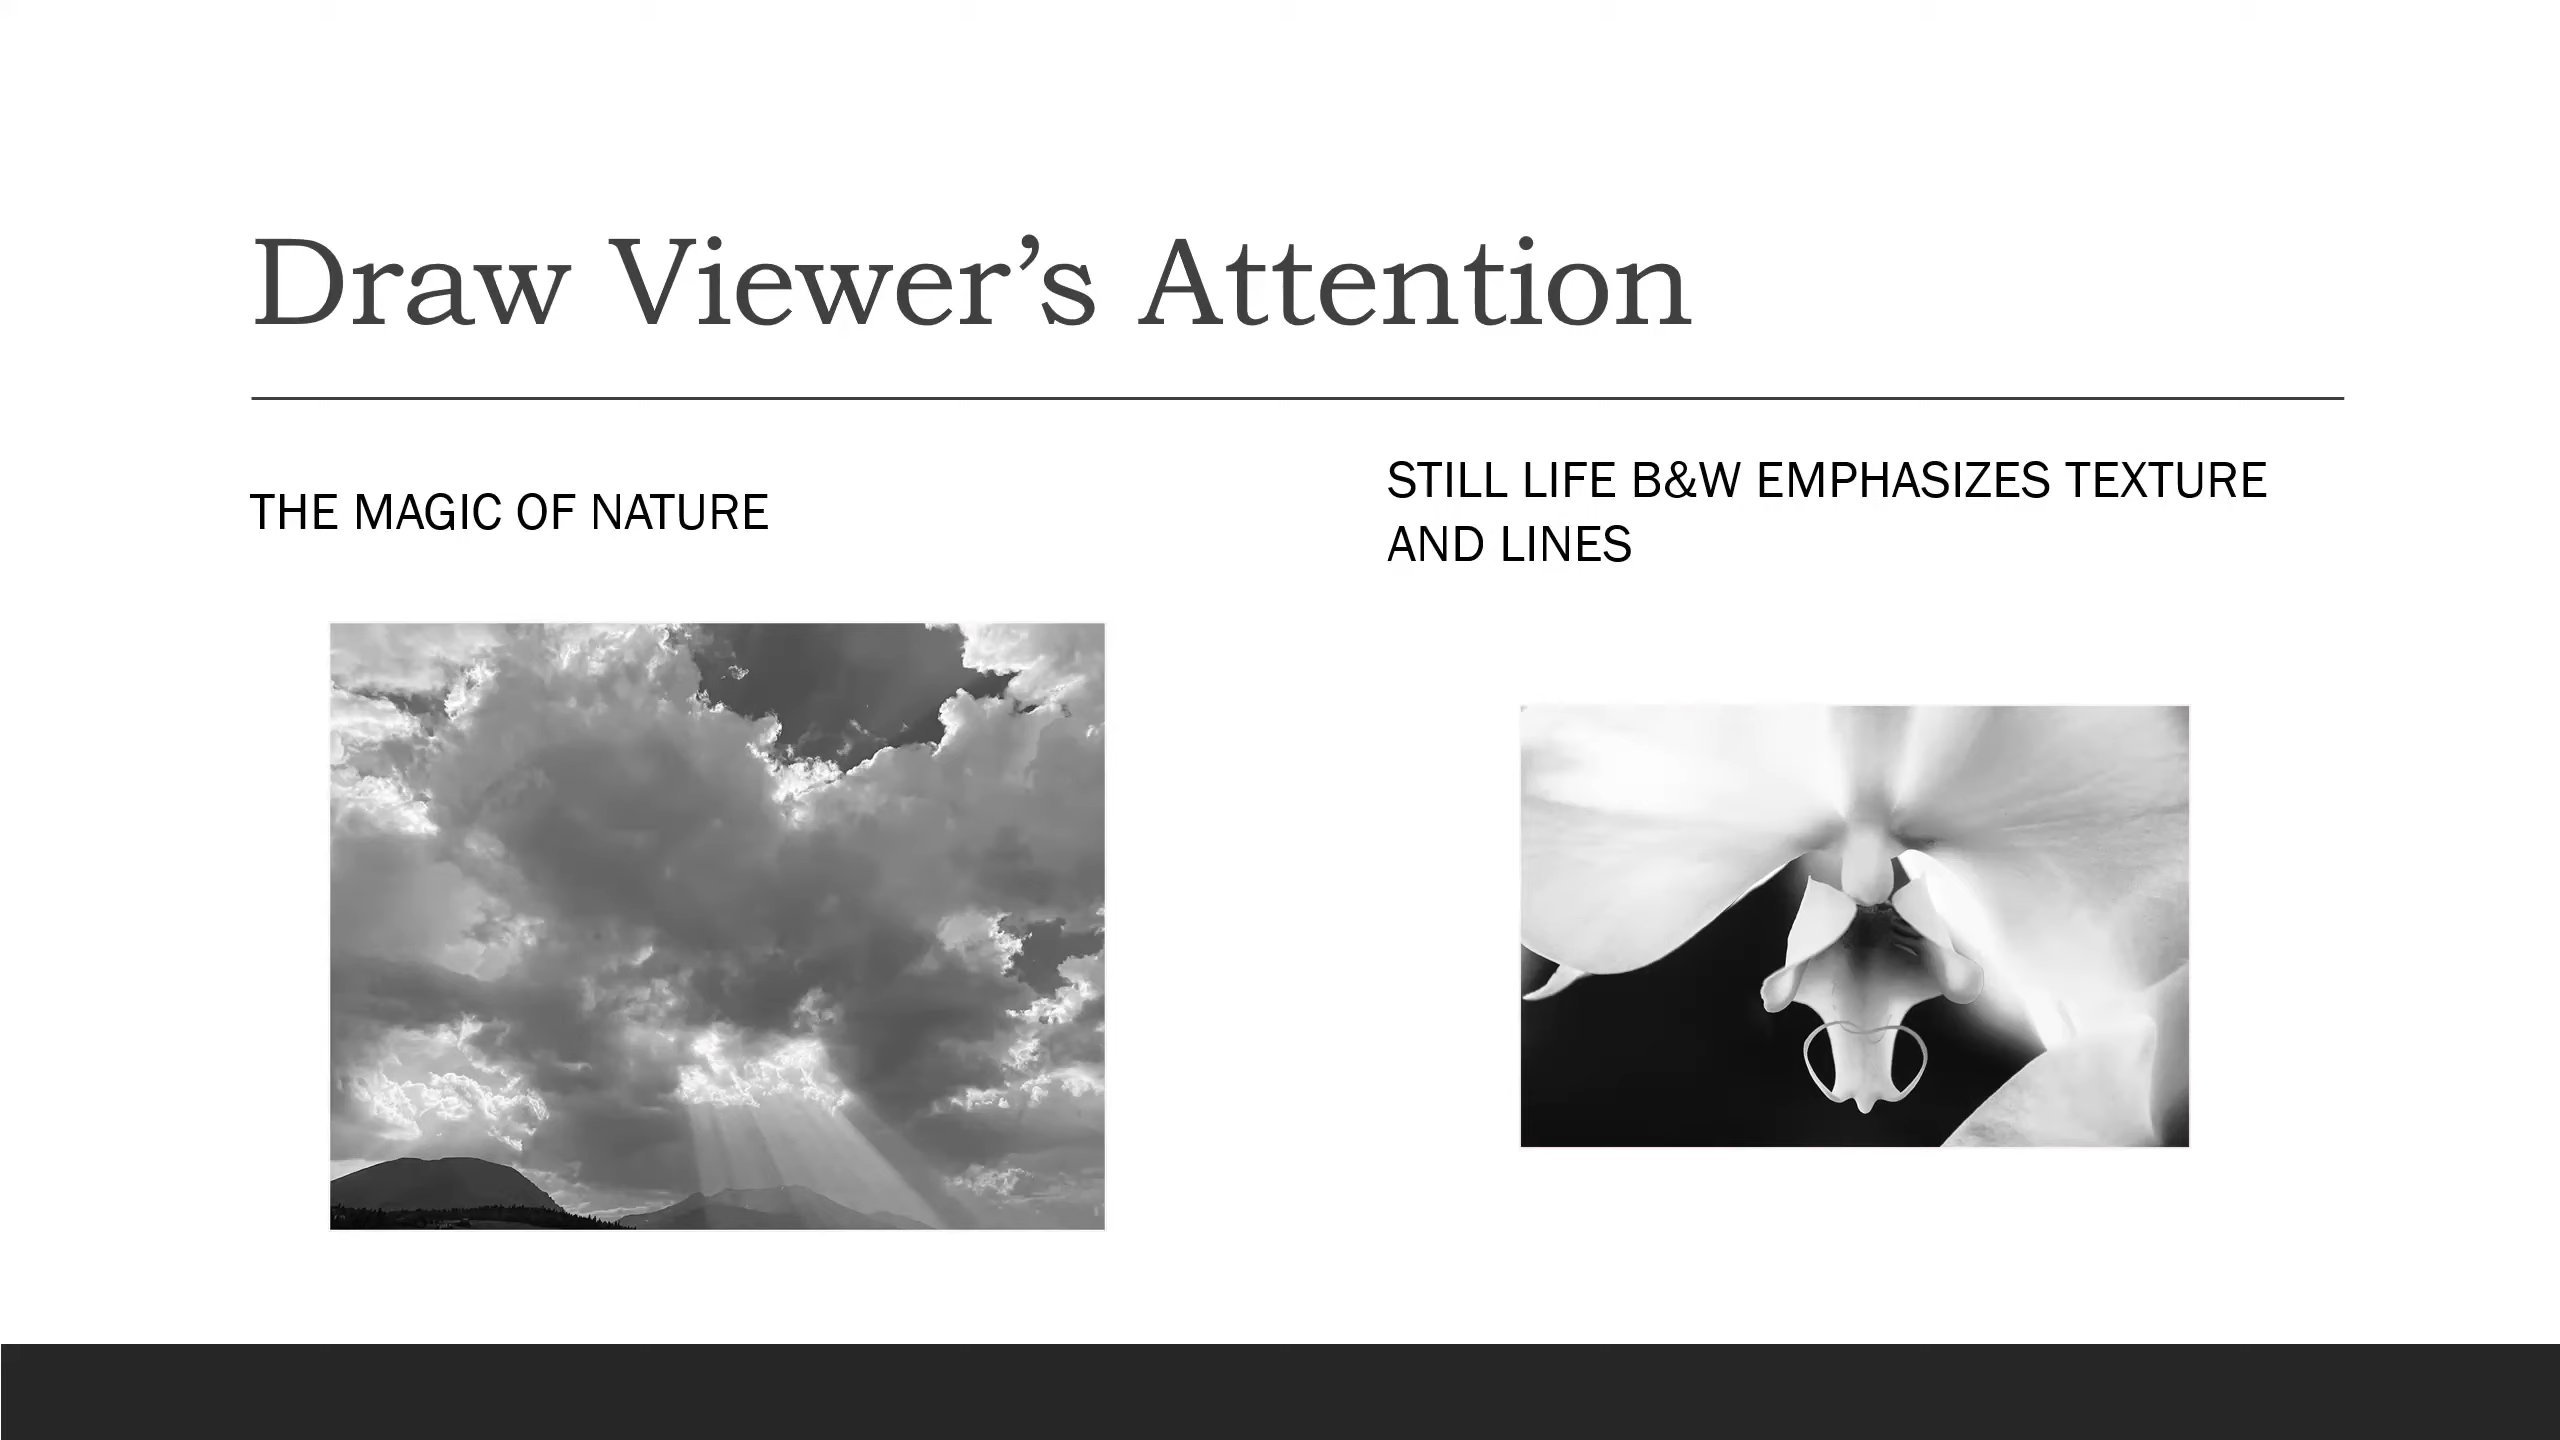 Draw Viewer’s Attention
THE MAGIC OF NATURE
STILL LIFE B&W EMPHASIZES TEXTURE
AND LINES